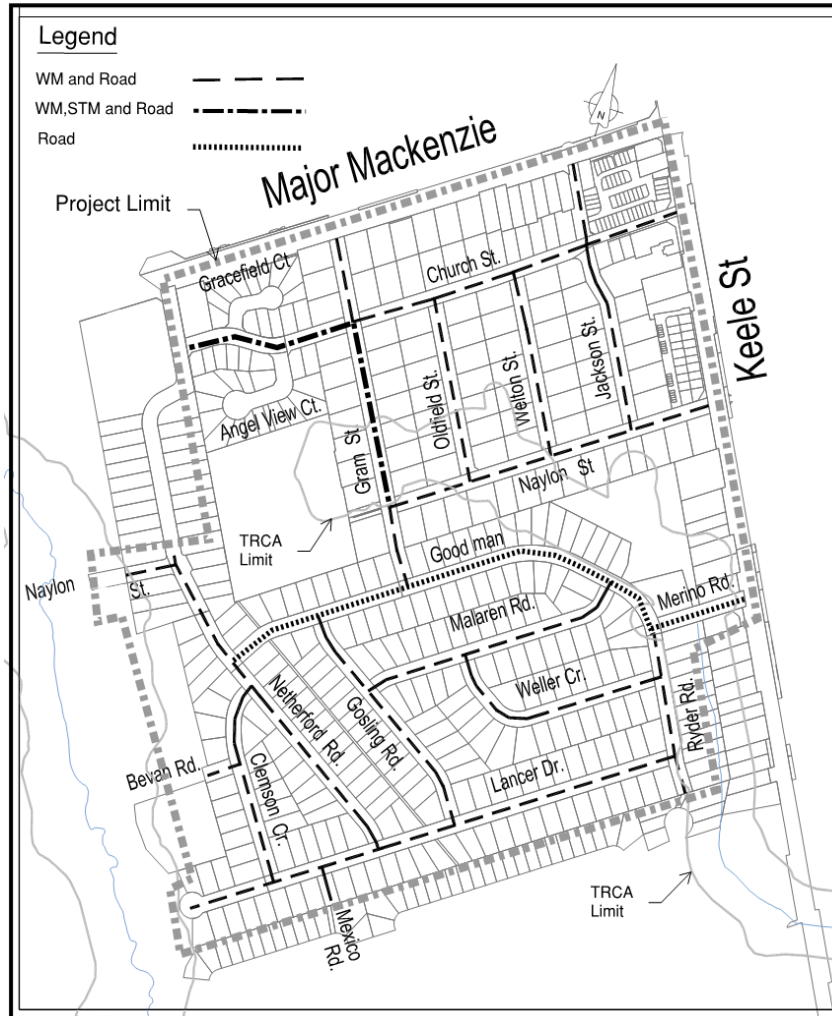 Legend
WM and Road
WM,STM and Road
Road
N
Major Mackenzie
Project Limit
Gracefield Ct.
Church St.
Keele St
Jackson St.
Welton St.
Oldfield St.
Angel View Ct.
Gram St.
Naylon St
TRCA
Limit
Good man
Naylon St.
Merino Rd.
Malaren Rd.
Weller Cr.
Netherford Rd.
Gosling Rd.
Ryder Rd.
Bevan Rd.
Clemson Cr.
Lancer Dr.
TRCA
Limit
Mexico
Rd.